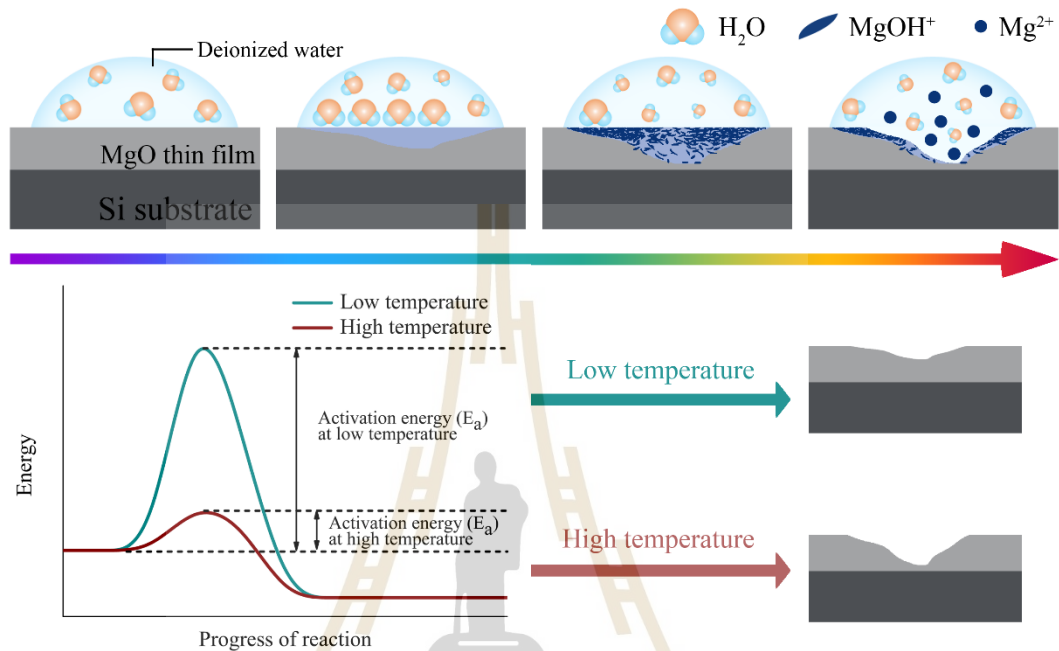 H₂O
MgOH⁺
Mg²⁺
Deionized water
MgO thin film
Si substrate
Low temperature
High temperature
Activation energy (Eₐ)
at low temperature
Activation energy (Eₐ)
at high temperature
Energy
Progress of reaction
Low temperature
High temperature